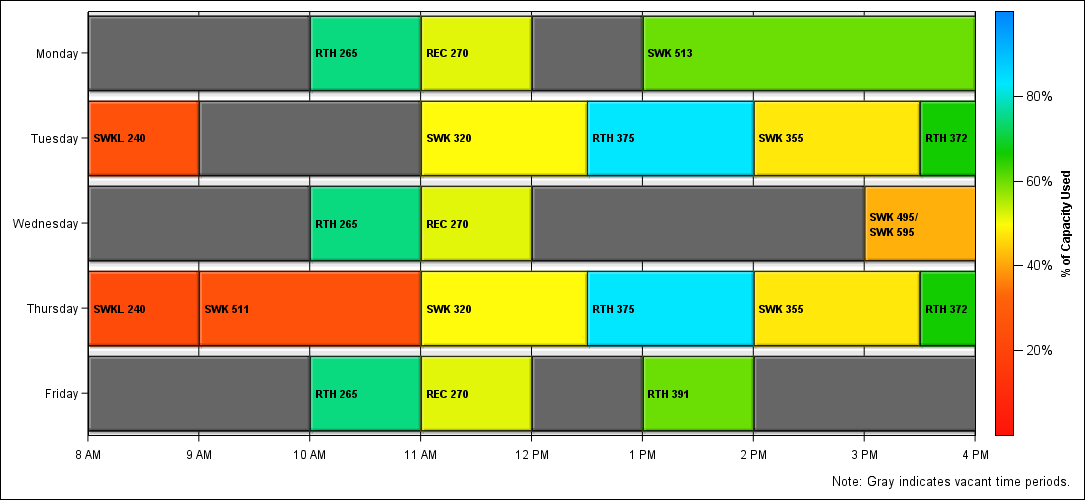 Monday
RTH 265
REC 270
SWK 513
Tuesday
SWKL 240
SWK 320
RTH 375
SWK 355
RTH 372
Wednesday
RTH 265
REC 270
SWK 495/
SWK 595
Thursday
SWKL 240
SWK 511
SWK 320
RTH 375
SWK 355
RTH 372
Friday
RTH 265
REC 270
RTH 391
8 AM
9 AM
10 AM
11 AM
12 PM
1 PM
2 PM
3 PM
4 PM
80%
60%
40%
20%
% of Capacity Used
Note: Gray indicates vacant time periods.